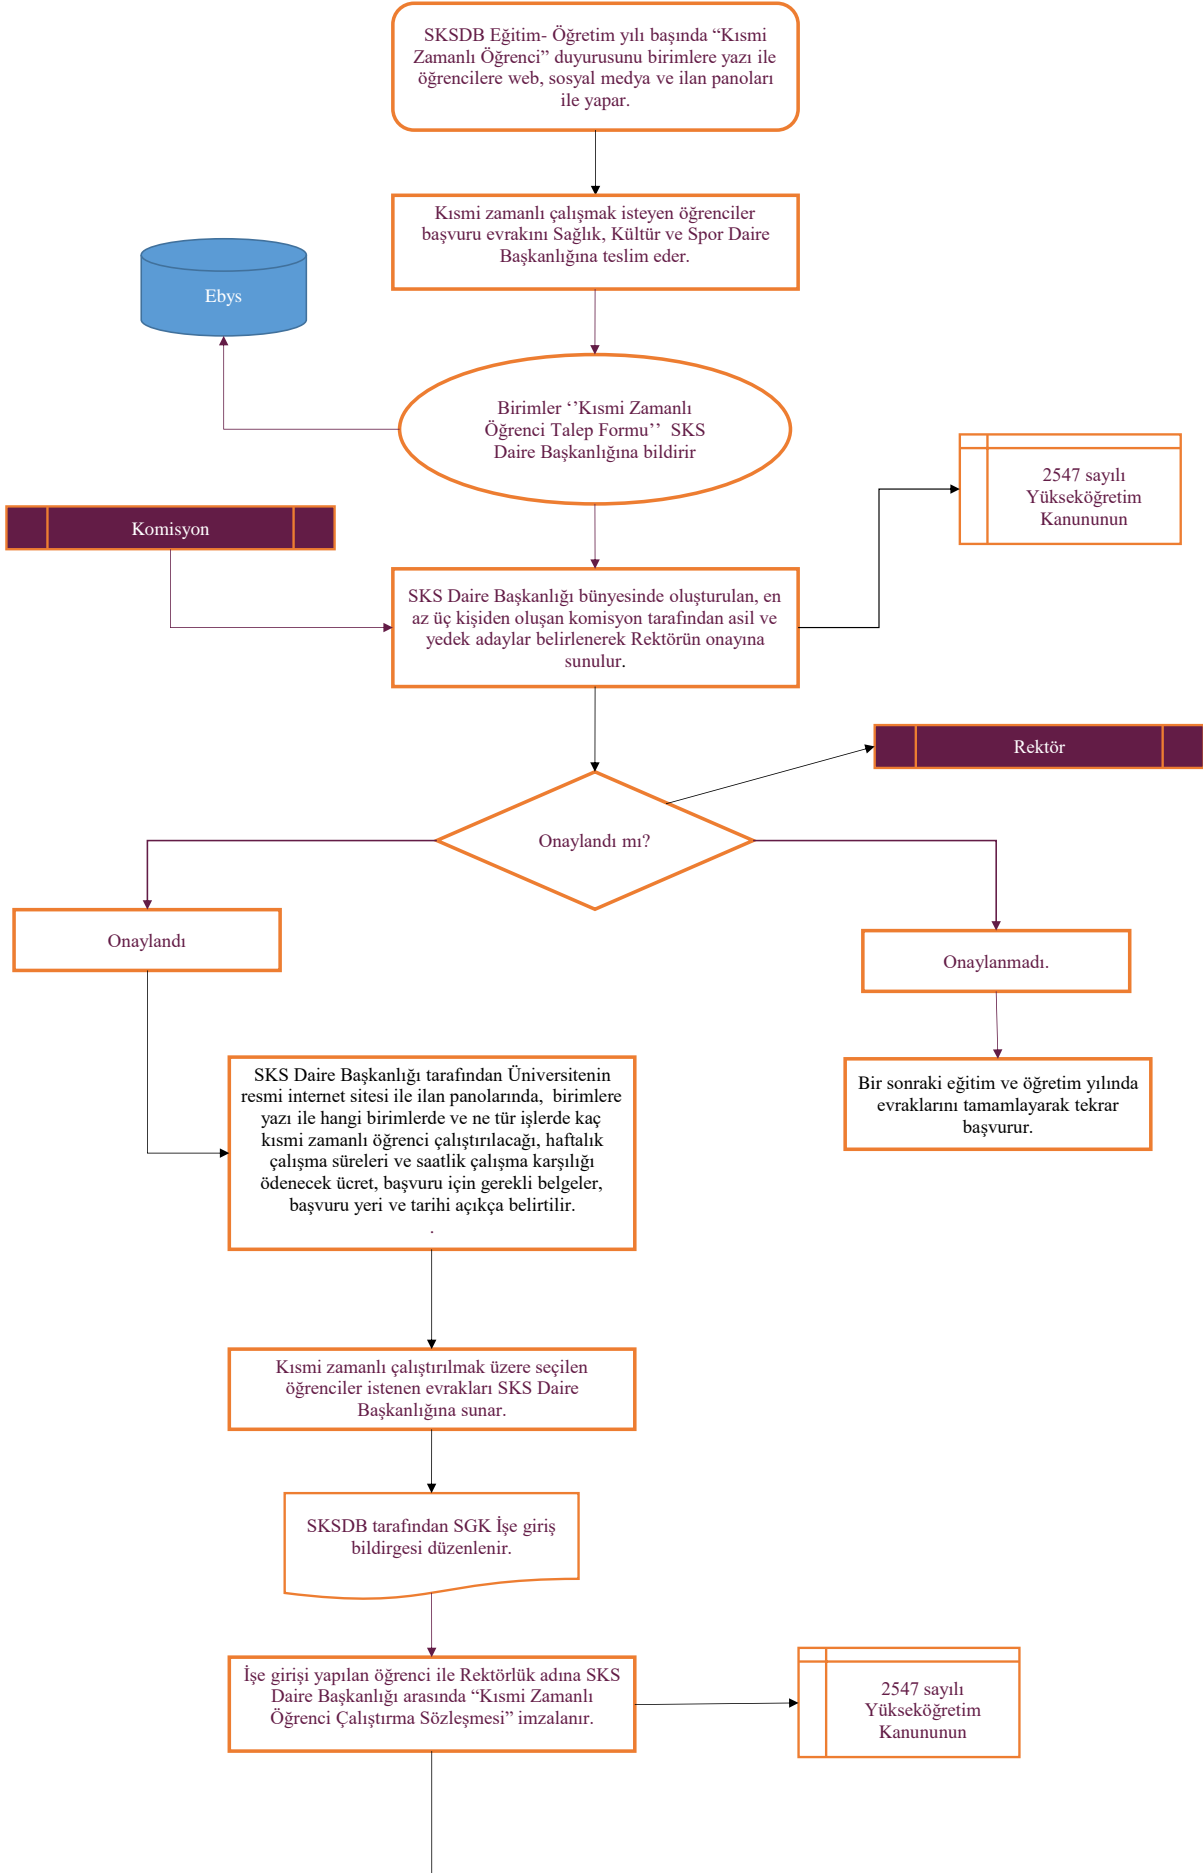 SKSDB Eğitim- Öğretim yılı başında “Kısmi
Zamanlı Öğrenci” duyurusunu birimlere yazı ile
öğrencilere web, sosyal medya ve ilan panoları
ile yapar.
Kısmi zamanlı çalışmak isteyen öğrenciler
başvuru evrakını Sağlık, Kültür ve Spor Daire
Başkanlığına teslim eder.
Ebys
Birimler ‘’Kısmi Zamanlı
Öğrenci Talep Formu’’ SKS
Daire Başkanlığına bildirir
2547 sayılı
Yükseköğretim
Kanununun
Komisyon
SKS Daire Başkanlığı bünyesinde oluşturulan, en
az üç kişiden oluşan komisyon tarafından asil ve
yedek adaylar belirlenerek Rektörün onayına
sunulur.
Rektör
Onaylandı mı?
Onaylandı
Onaylanmadı.
SKS Daire Başkanlığı tarafından Üniversitenin
resmi internet sitesi ile ilan panolarında, birimlere
yazı ile hangi birimlerde ve ne tür işlerde kaç
kısmi zamanlı öğrenci çalıştırılacağı, haftalık
çalışma süreleri ve saatlik çalışma karşılığı
ödenecek ücret, başvuru için gerekli belgeler,
başvuru yeri ve tarihi açıkça belirtilir.
.
Bir sonraki eğitim ve öğretim yılında
evraklarını tamamlayarak tekrar
başvurur.
Kısmi zamanlı çalıştırılmak üzere seçilen
öğrenciler istenen evrakları SKS Daire
Başkanlığına sunar.
SKSDB tarafından SGK İşe giriş
bildirgesi düzenlenir.
İşe girişi yapılan öğrenci ile Rektörlük adına SKS
Daire Başkanlığı arasında “Kısmi Zamanlı
Öğrenci Çalıştırma Sözleşmesi” imzalanır.
2547 sayılı
Yükseköğretim
Kanununun